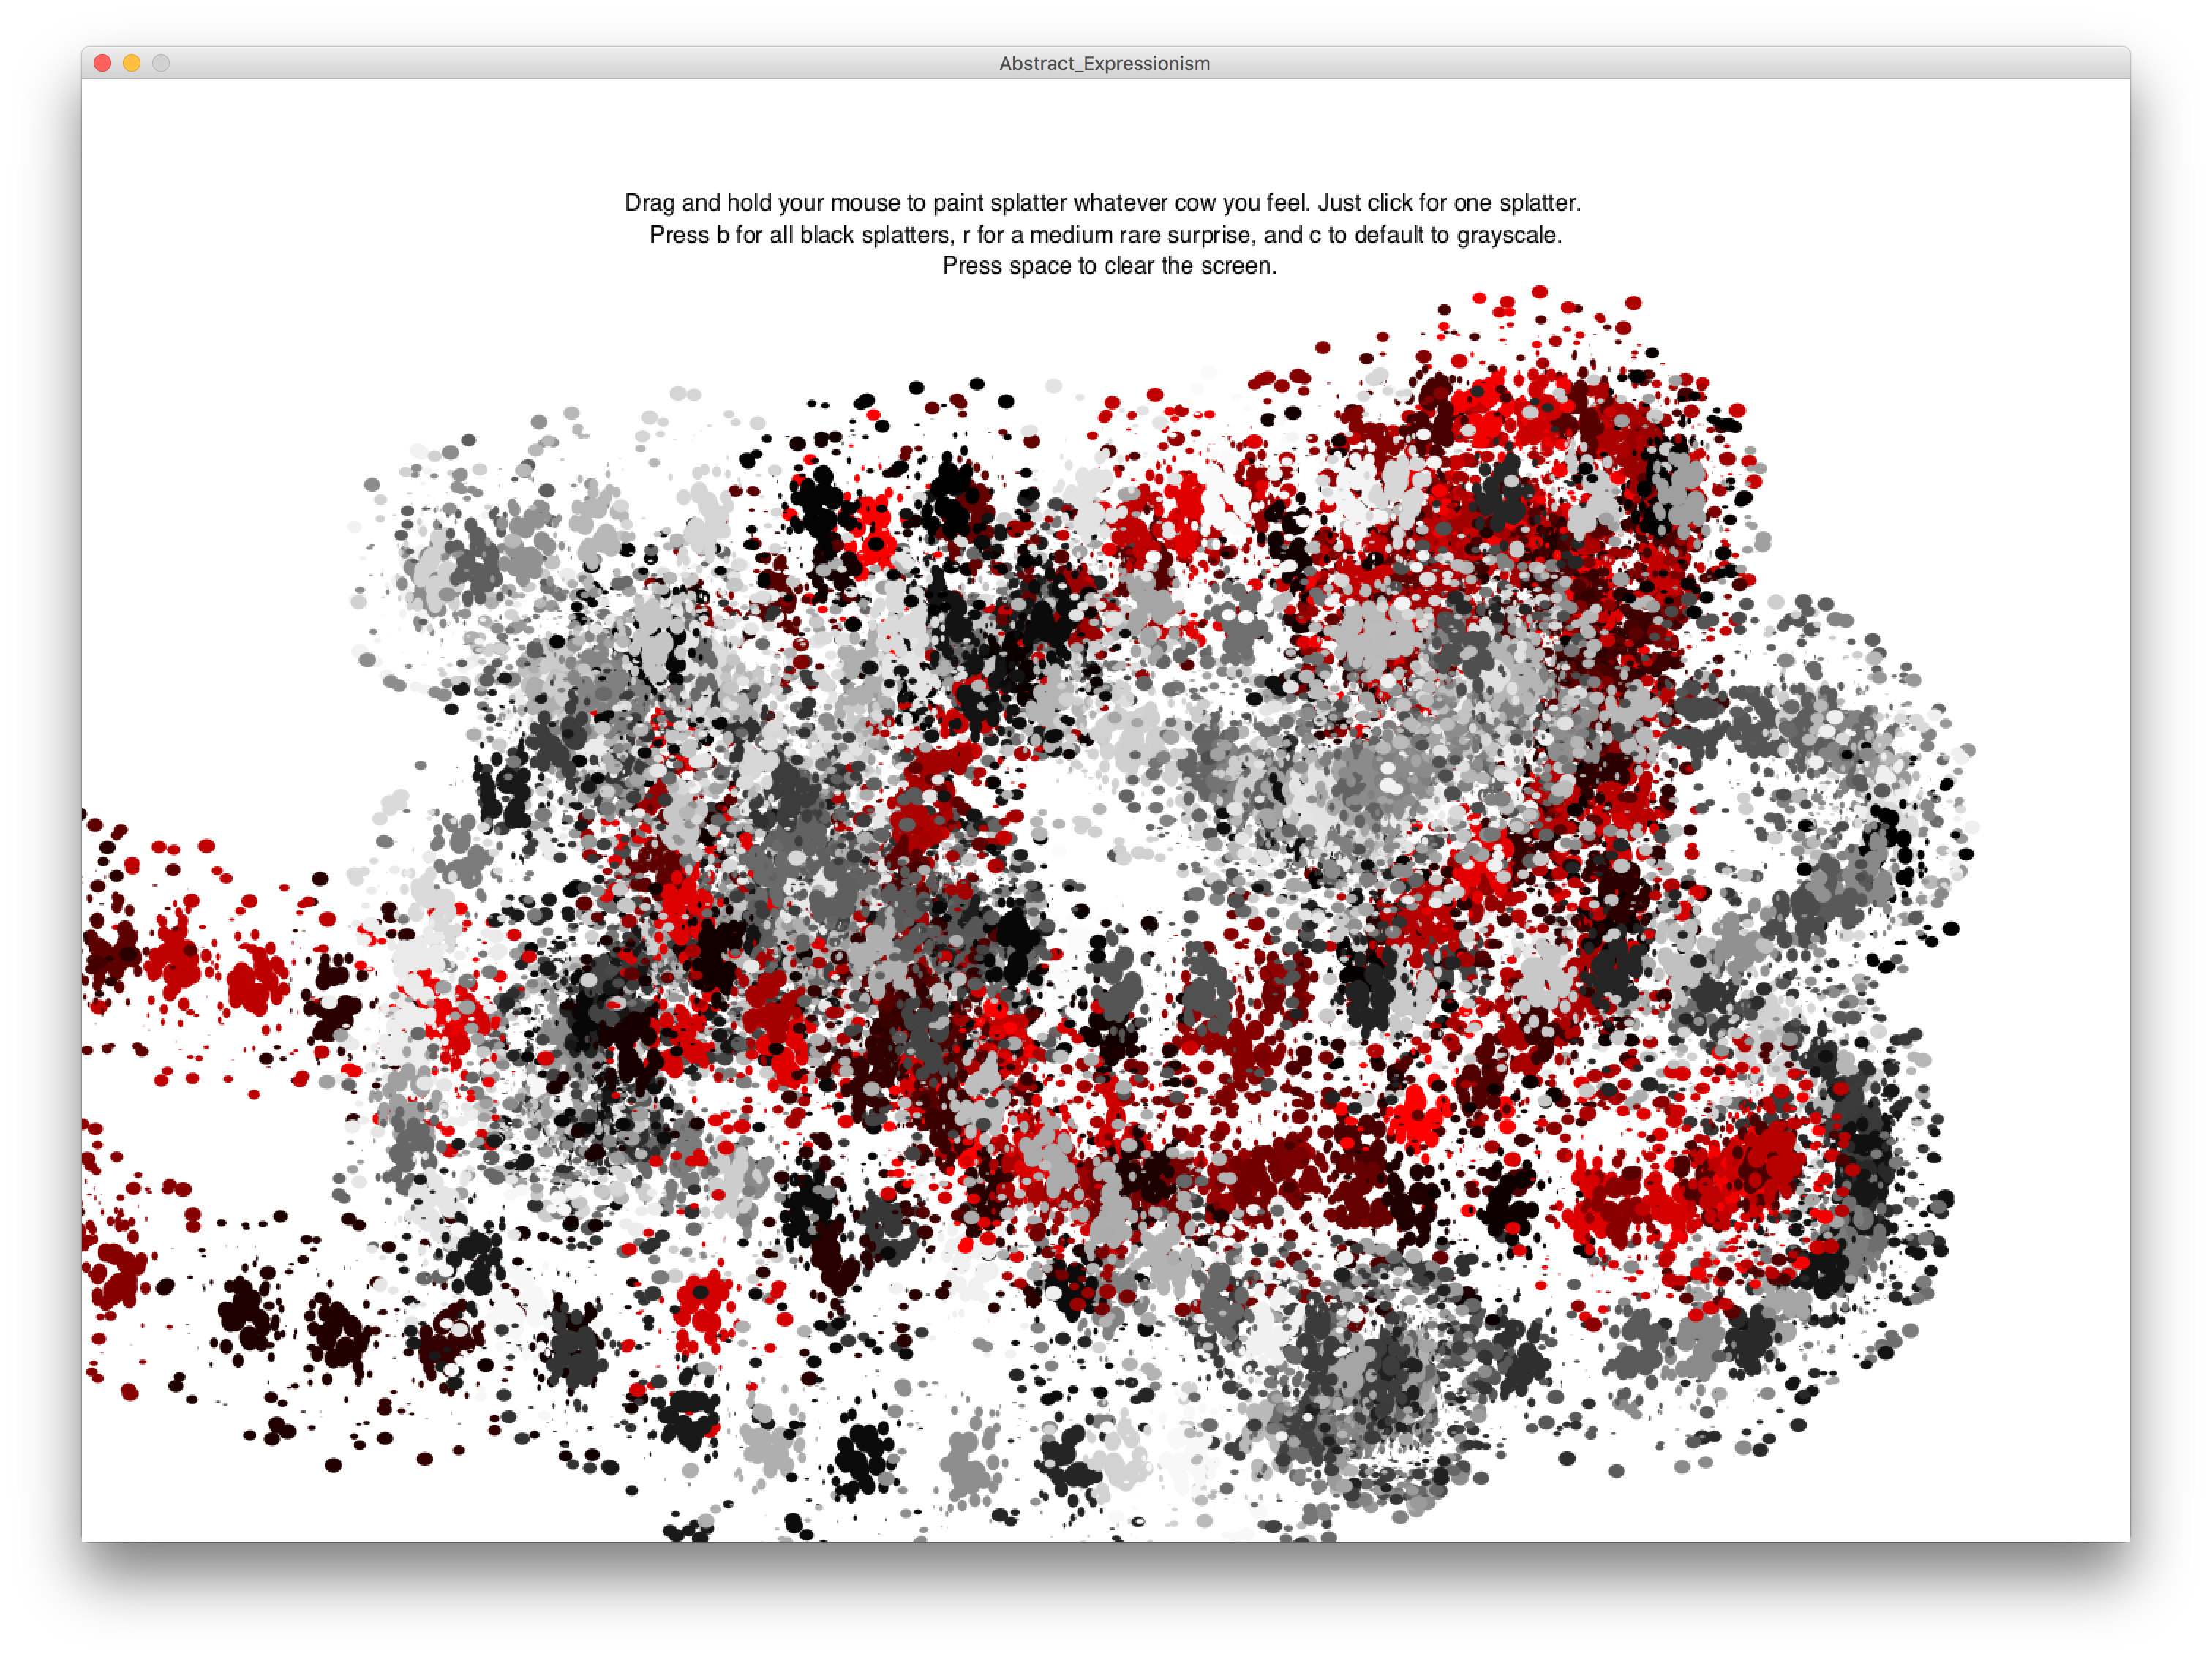 Abstract_Expressionism
Drag and hold your mouse to paint splatter whatever cow you feel. Just click for one splatter.
Press b for all black splatters, r for a medium rare surprise, and c to default to grayscale.
Press space to clear the screen.